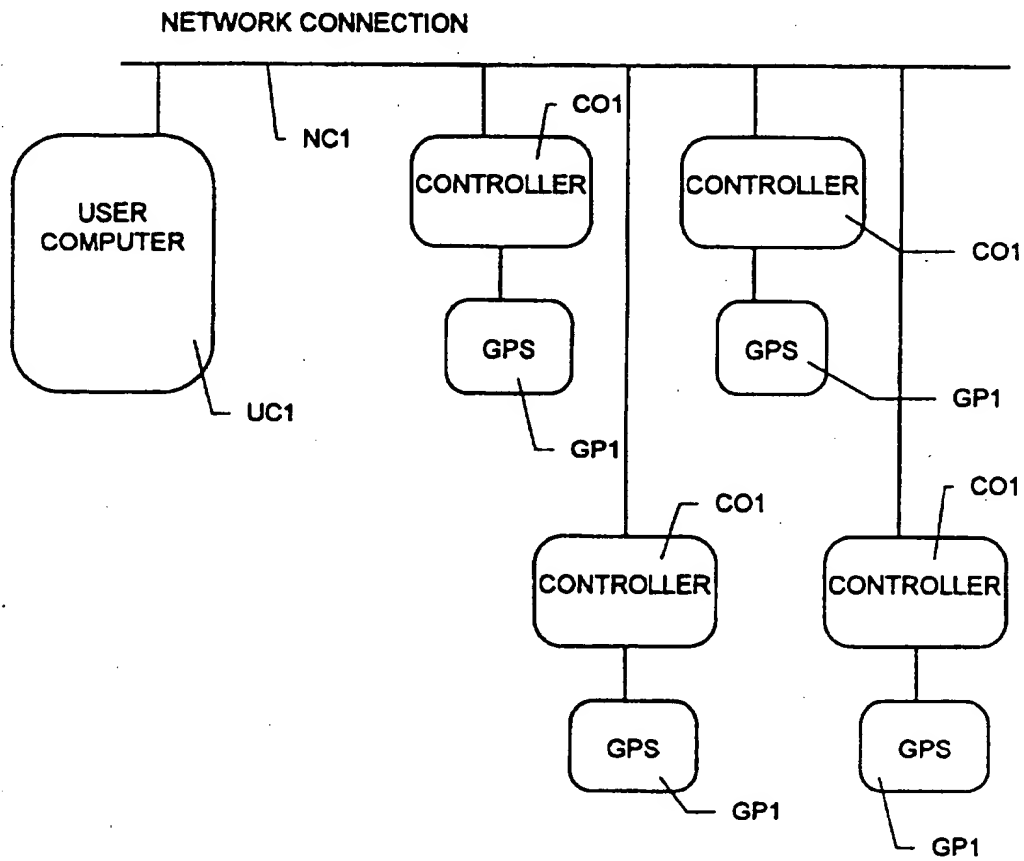 NETWORK CONNECTION
NC1
CO1
USER
COMPUTER
CONTROLLER
CONTROLLER
CO1
GPS
GPS
UC1
GP1
GP1
CO1
CO1
CONTROLLER
CONTROLLER
GPS
GPS
GP1
GP1